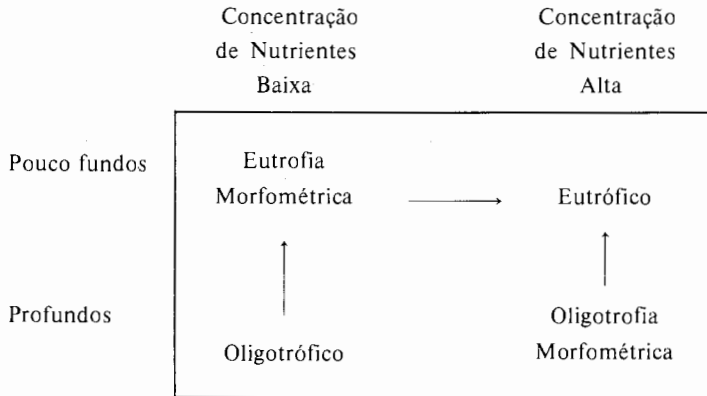 Concentração Concentração
de Nutrientes de Nutrientes
Baixa Alta
Pouco fundos Eutrofia
Morfométrica Eutrófico
Profundos Oligotrofia
Oligotrófico Morfométrica